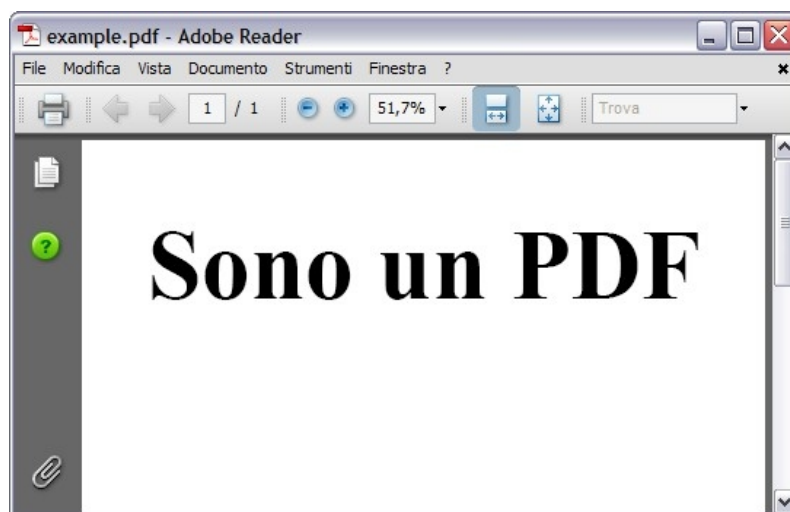 example.pdf - Adobe Reader
File Modifica Vista Documento Strumenti Finestra ?
1 / 1 51,7% Trova
Sono un PDF